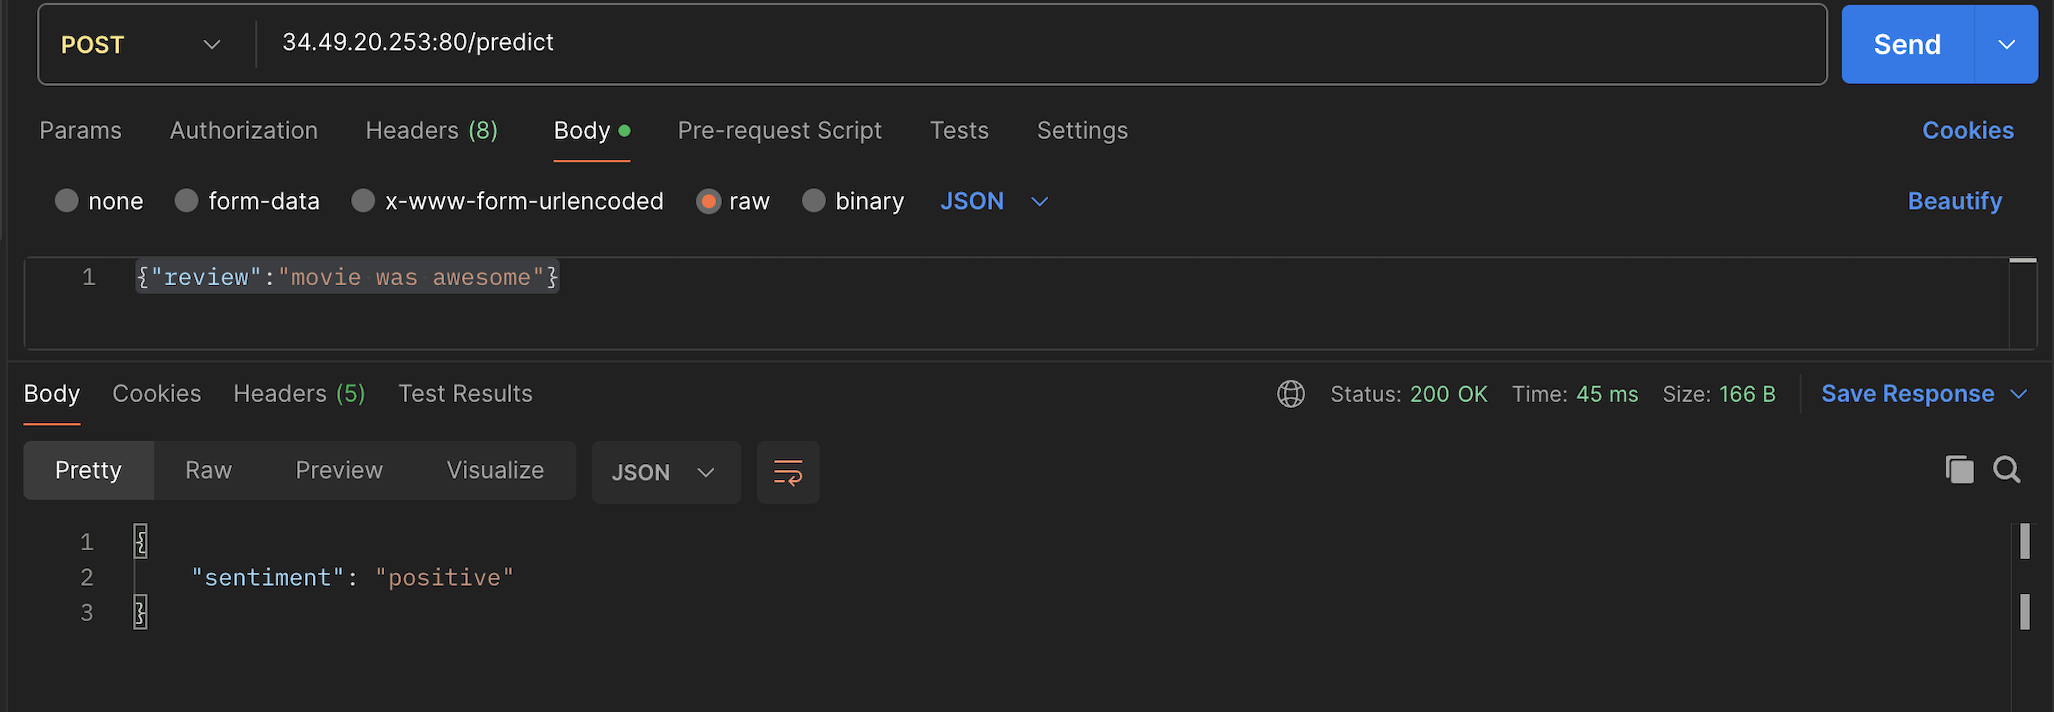 POST 34.49.20.253:80/predict Send
Params Authorization Headers (8) Body Pre-request Script Tests Settings Cookies
none form-data x-www-form-urlencoded raw binary JSON Beautify
1 {"review":"movie was awesome"}
Body Cookies Headers (5) Test Results Status: 200 OK Time: 45 ms Size: 166 B Save Response
Pretty Raw Preview Visualize JSON
1 {
2 "sentiment": "positive"
3 }